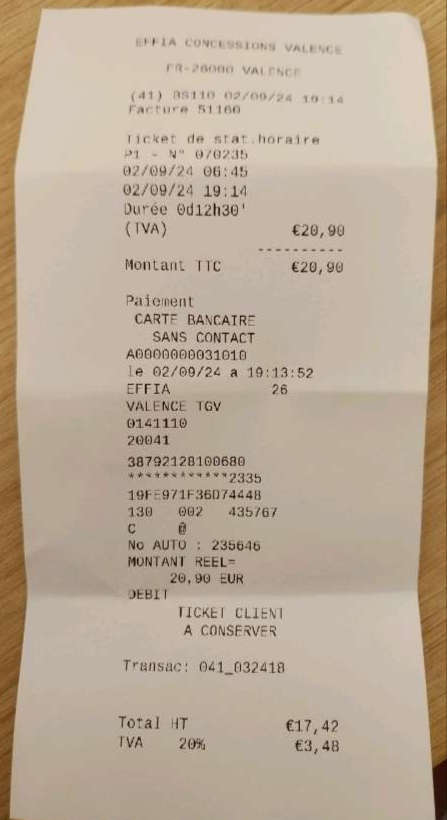 EFFIA CONCESSIONS VALENCE
FR-26000 VALENCE
(41) BS110 02/09/24 19:14
Facture 51160
Ticket de stat.horaire
P1 - N° 070235
02/09/24 06:45
02/09/24 19:14
Durée 0d12h30'
(TVA) €20,90
----------
Montant TTC €20,90
Paiement
CARTE BANCAIRE
SANS CONTACT
A0000000031010
le 02/09/24 a 19:13:52
EFFIA 26
VALENCE TGV
0141110
20041
38792128100680
************2335
19FE971F36D74448
130 002 435767
C @
No AUTO : 235646
MONTANT REEL=
20,90 EUR
DEBIT
TICKET CLIENT
A CONSERVER
Transac: 041_032418
Total HT €17,42
TVA 20% €3,48